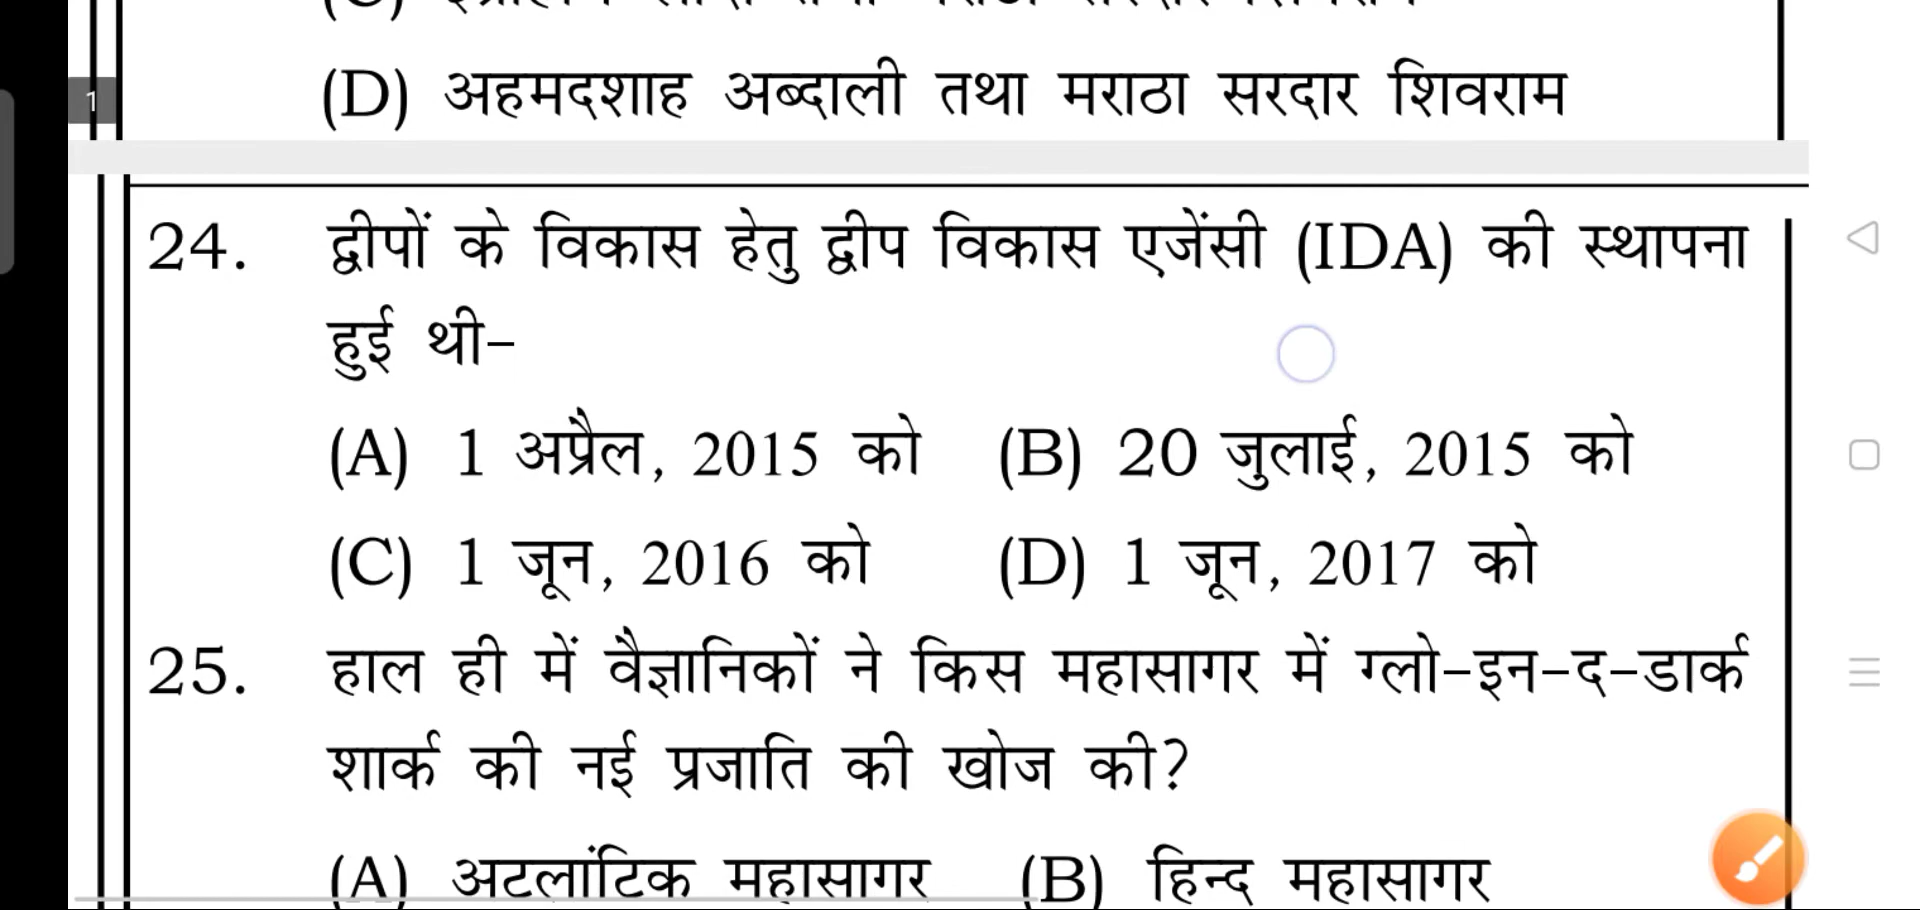 (D) अहमदशाह अब्दाली तथा मराठा सरदार शिवराम
1
24. द्वीपों के विकास हेतु द्वीप विकास एजेंसी (IDA) की स्थापना
हुई थी-
(A) 1 अप्रैल, 2015 को (B) 20 जुलाई, 2015 को
(C) 1 जून, 2016 को (D) 1 जून, 2017 को
25. हाल ही में वैज्ञानिकों ने किस महासागर में ग्लो-इन-द-डार्क
शार्क की नई प्रजाति की खोज की?
(A) अटलांटिक महासागर (B) हिन्द महासागर